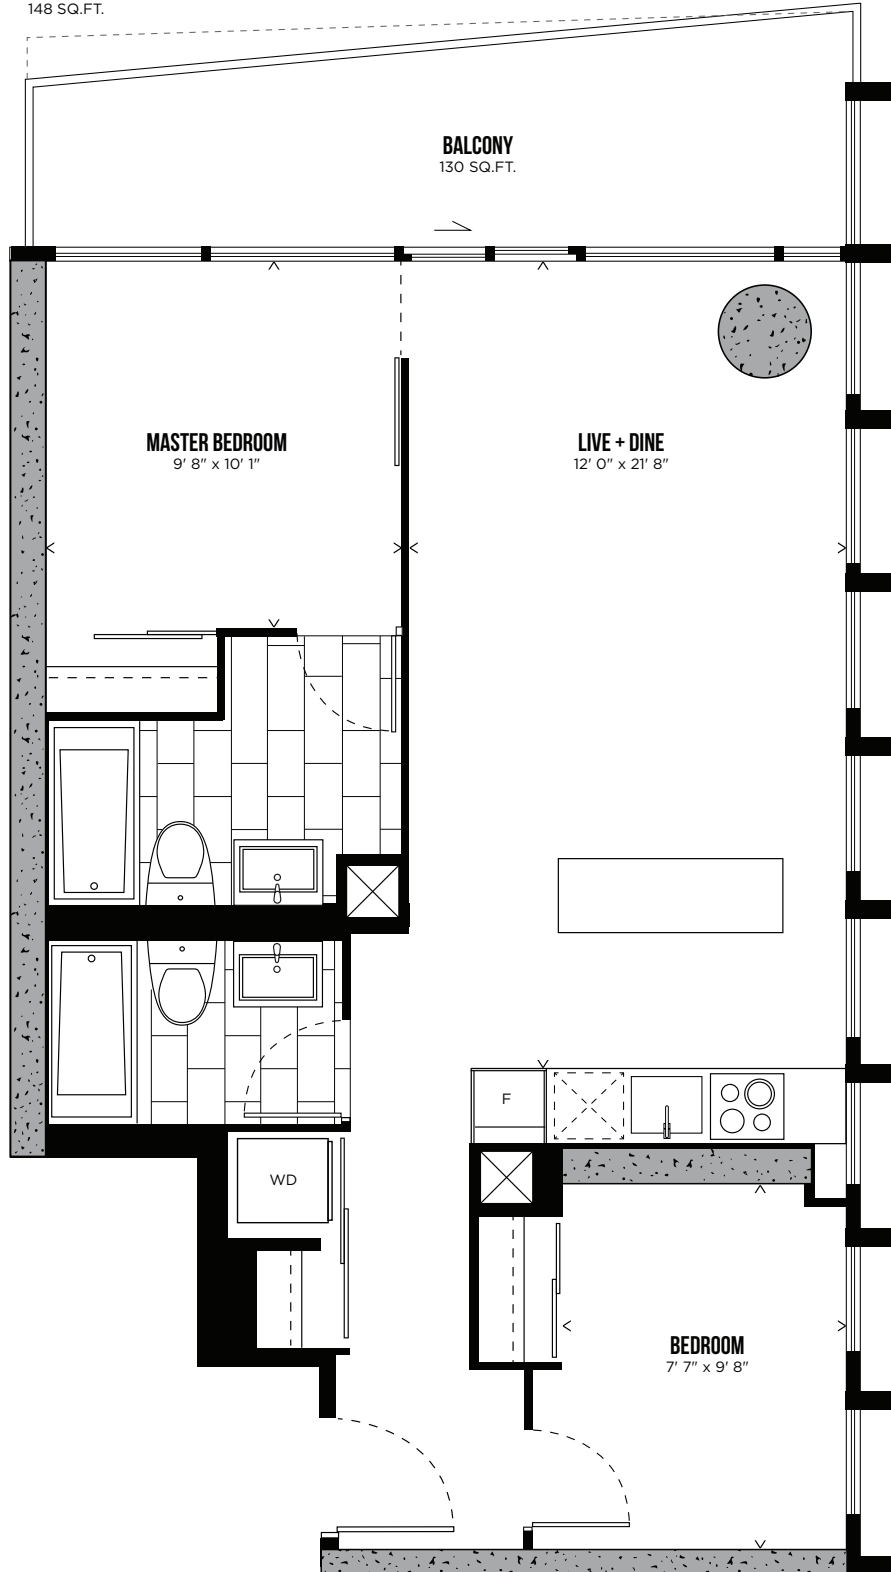 148 SQ.FT.
BALCONY
130 SQ.FT.
MASTER BEDROOM
9' 8" x 10' 1"
LIVE + DINE
12' 0" x 21' 8"
F
WD
BEDROOM
7' 7" x 9' 8"